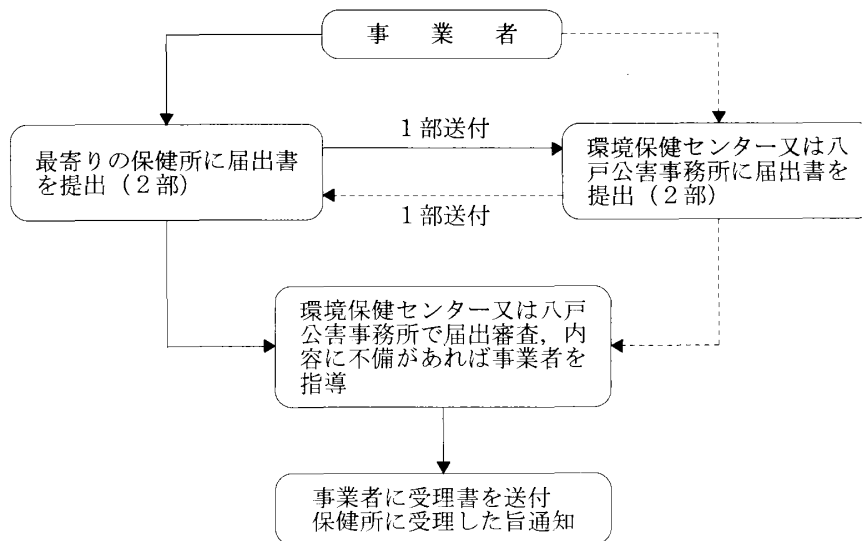 事業者
1部送付
最寄りの保健所に届出書
を提出（2部）
環境保健センター又は八
戸公害事務所に届出書を
提出（2部）
1部送付
環境保健センター又は八戸
公害事務所で届出審査，内
容に不備があれば事業者を
指導
事業者に受理書を送付
保健所に受理した旨通知